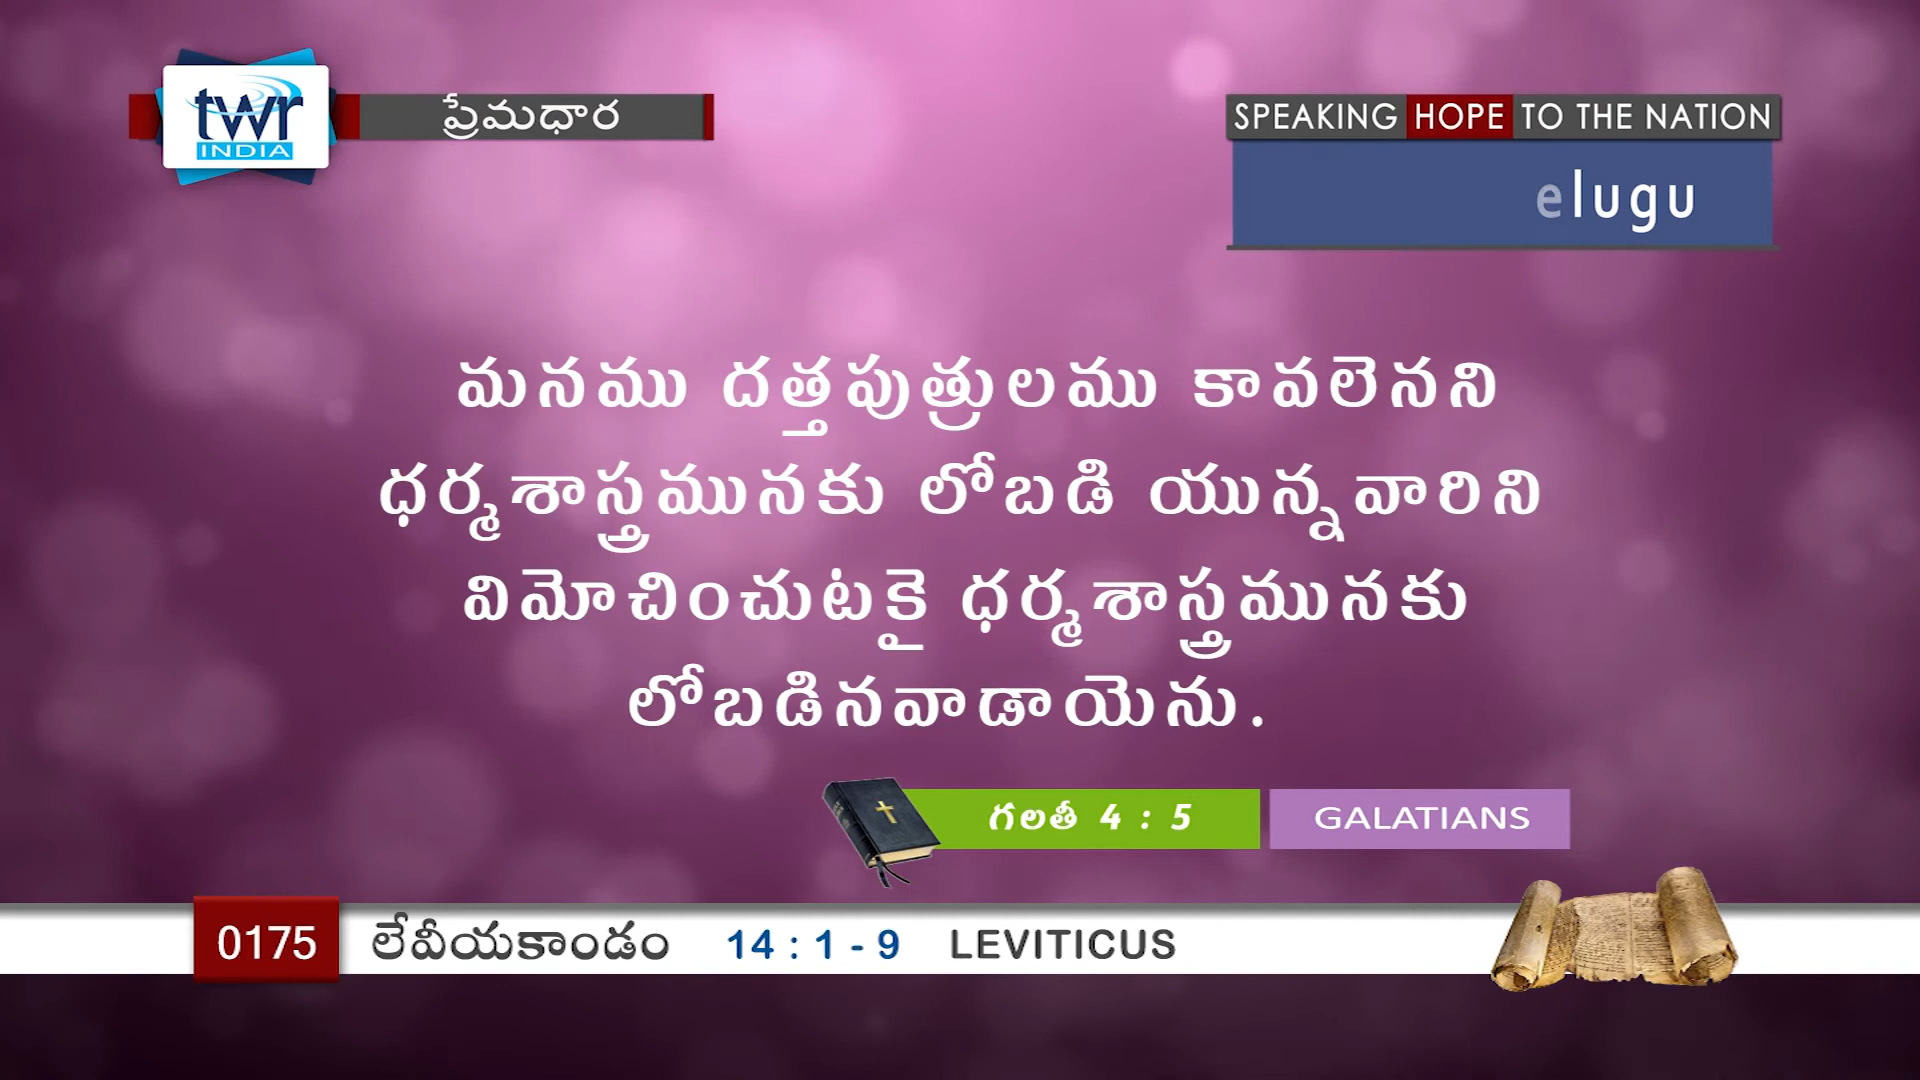 twr
INDIA
ప్రేమధార
SPEAKING HOPE TO THE NATION
elugu
మనము దత్తపుత్రులము కావలెనని
ధర్మశాస్త్రమునకు లోబడి యున్నవారిని
విమోచించుటకై ధర్మశాస్త్రమునకు
లోబడినవాడాయెను.
గలతీ 4 : 5 GALATIANS
0175 లేవీయకాండం 14 : 1 - 9 LEVITICUS